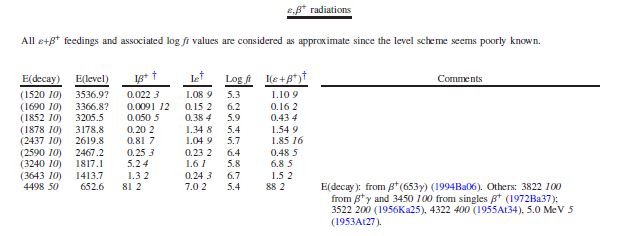 ε,β⁺ radiations
All ε+β⁺ feedings and associated log ft values are considered as approximate since the level scheme seems poorly known.
E(decay) E(level) Iβ⁺ † Iε† Log ft I(ε+β⁺)† Comments
(1520 10) 3536.9? 0.022 3 1.08 9 5.3 1.10 9
(1690 10) 3366.8? 0.0091 12 0.15 2 6.2 0.16 2
(1852 10) 3205.5 0.050 5 0.38 4 5.9 0.43 4
(1878 10) 3178.8 0.20 2 1.34 8 5.4 1.54 9
(2437 10) 2619.8 0.81 7 1.04 9 5.7 1.85 16
(2590 10) 2467.2 0.25 3 0.23 2 6.4 0.48 5
(3240 10) 1817.1 5.2 4 1.6 1 5.8 6.8 5
(3643 10) 1413.7 1.3 2 0.24 3 6.7 1.5 2
4498 50 652.6 81 2 7.0 2 5.4 88 2 E(decay): from β⁺(653γ) (1994Ba06). Others: 3822 100
from β⁺γ and 3450 100 from singles β⁺ (1972Ba37);
3522 200 (1956Ka25), 4322 400 (1955At34), 5.0 MeV 5
(1953At27).